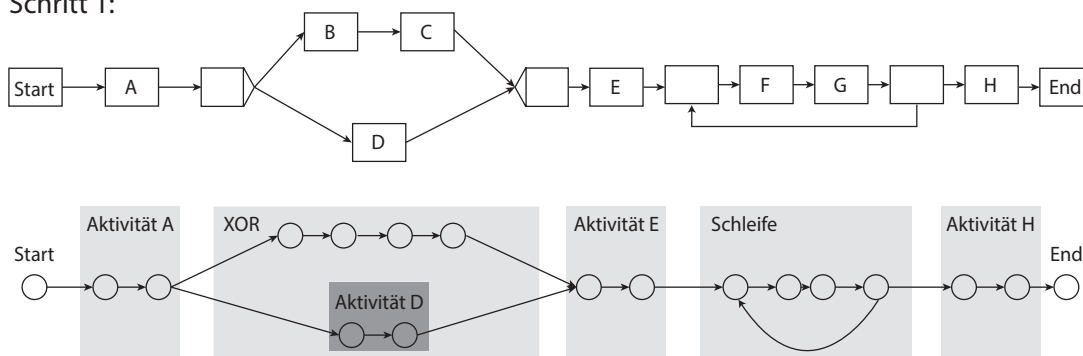 Schritt 1:
B C
Start A E F G H End
D
Aktivität A XOR Aktivität E Schleife Aktivität H
Start End
Aktivität D